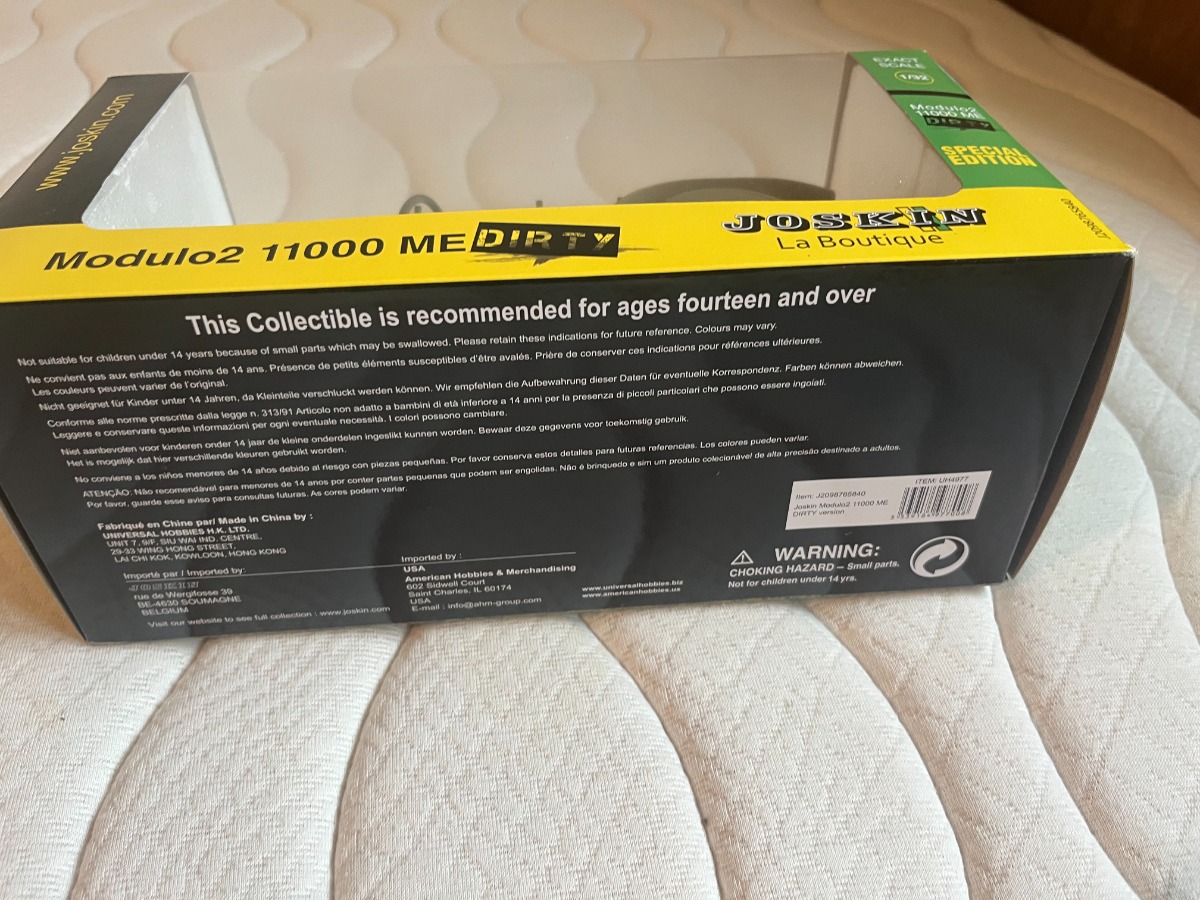 www.joskin.com
EXACT
SCALE
1/32
Modulo2
11000 ME
DIRTY
SPECIAL
EDITION
Modulo2 11000 ME DIRTY
JOSKIN
La Boutique
This Collectible is recommended for ages fourteen and over
Not suitable for children under 14 years because of small parts which may be swallowed. Please retain these indications for future reference. Colours may vary.
Ne convient pas aux enfants de moins de 14 ans. Présence de petits éléments susceptibles d'être avalés. Prière de conserver ces indications pour références ultérieures.
Les couleurs peuvent varier de l'original.
Nicht geeignet für Kinder unter 14 Jahren, da Kleinteile verschluckt werden können. Wir empfehlen die Aufbewahrung dieser Daten für eventuelle Korrespondenz. Farben können abweichen.
Conforme alle norme prescritte dalla legge n. 313/91 Articolo non adatto a bambini di età inferiore a 14 anni per la presenza di piccoli particolari che possono essere ingoiati.
Leggere e conservare queste informazioni per ogni eventuale necessità. I colori possono cambiare.
Niet aanbevolen voor kinderen onder 14 jaar de kleine onderdelen ingeslikt kunnen worden. Bewaar deze gegevens voor toekomstig gebruik.
Het is mogelijk dat hier verschillende kleuren gebruikt worden.
No conviene a los niños menores de 14 años debido al riesgo con piezas pequeñas. Por favor conserva estos detalles para futuras referencias. Los colores pueden variar.
ATENÇÃO: Não recomendável para menores de 14 anos por conter partes pequenas que podem ser engolidas. Não é brinquedo e sim um produto colecionável de alta precisão destinado a adultos.
Por favor, guarde esse aviso para consultas futuras. As cores podem variar.
Fabriqué en Chine par/ Made in China by :
UNIVERSAL HOBBIES H.K. LTD.
UNIT 7, 9/F, SIU WAI IND. CENTRE,
29-33 WING HONG STREET,
LAI CHI KOK, KOWLOON, HONG KONG
Importé par / Imported by:
JOSKIN
rue de Wergifosse 39
BE-4630 SOUMAGNE
BELGIUM
Visit our website to see full collection : www.joskin.com
Imported by :
USA
American Hobbies & Merchandising
602 Sidwell Court
Saint Charles, IL 60174
USA
E-mail : info@ahm-group.com
www.universalhobbies.biz
www.americanhobbies.us
Item: J2098765840
Joskin Modulo2 11000 ME
DIRTY version
ITEM: UH4977
WARNING:
CHOKING HAZARD – Small parts.
Not for children under 14 yrs.